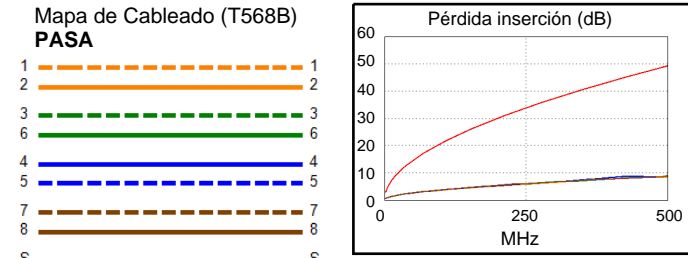 Mapa de Cableado (T568B)
PASA
1 1
2 2
3 3
6 6
4 4
5 5
7 7
8 8
S S
Pérdida inserción (dB)
60
50
40
30
20
10
0
0 250 500
MHz